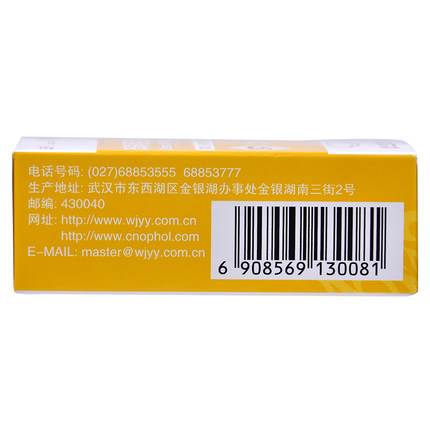 电话号码: (027)68853555 68853777
生产地址: 武汉市东西湖区金银湖办事处金银湖南三街2号
邮编: 430040
网址: http://www.wjyy.com.cn
http://www.cnophol.com
E-MAIL: master@wjyy.com.cn
6 908569 130081